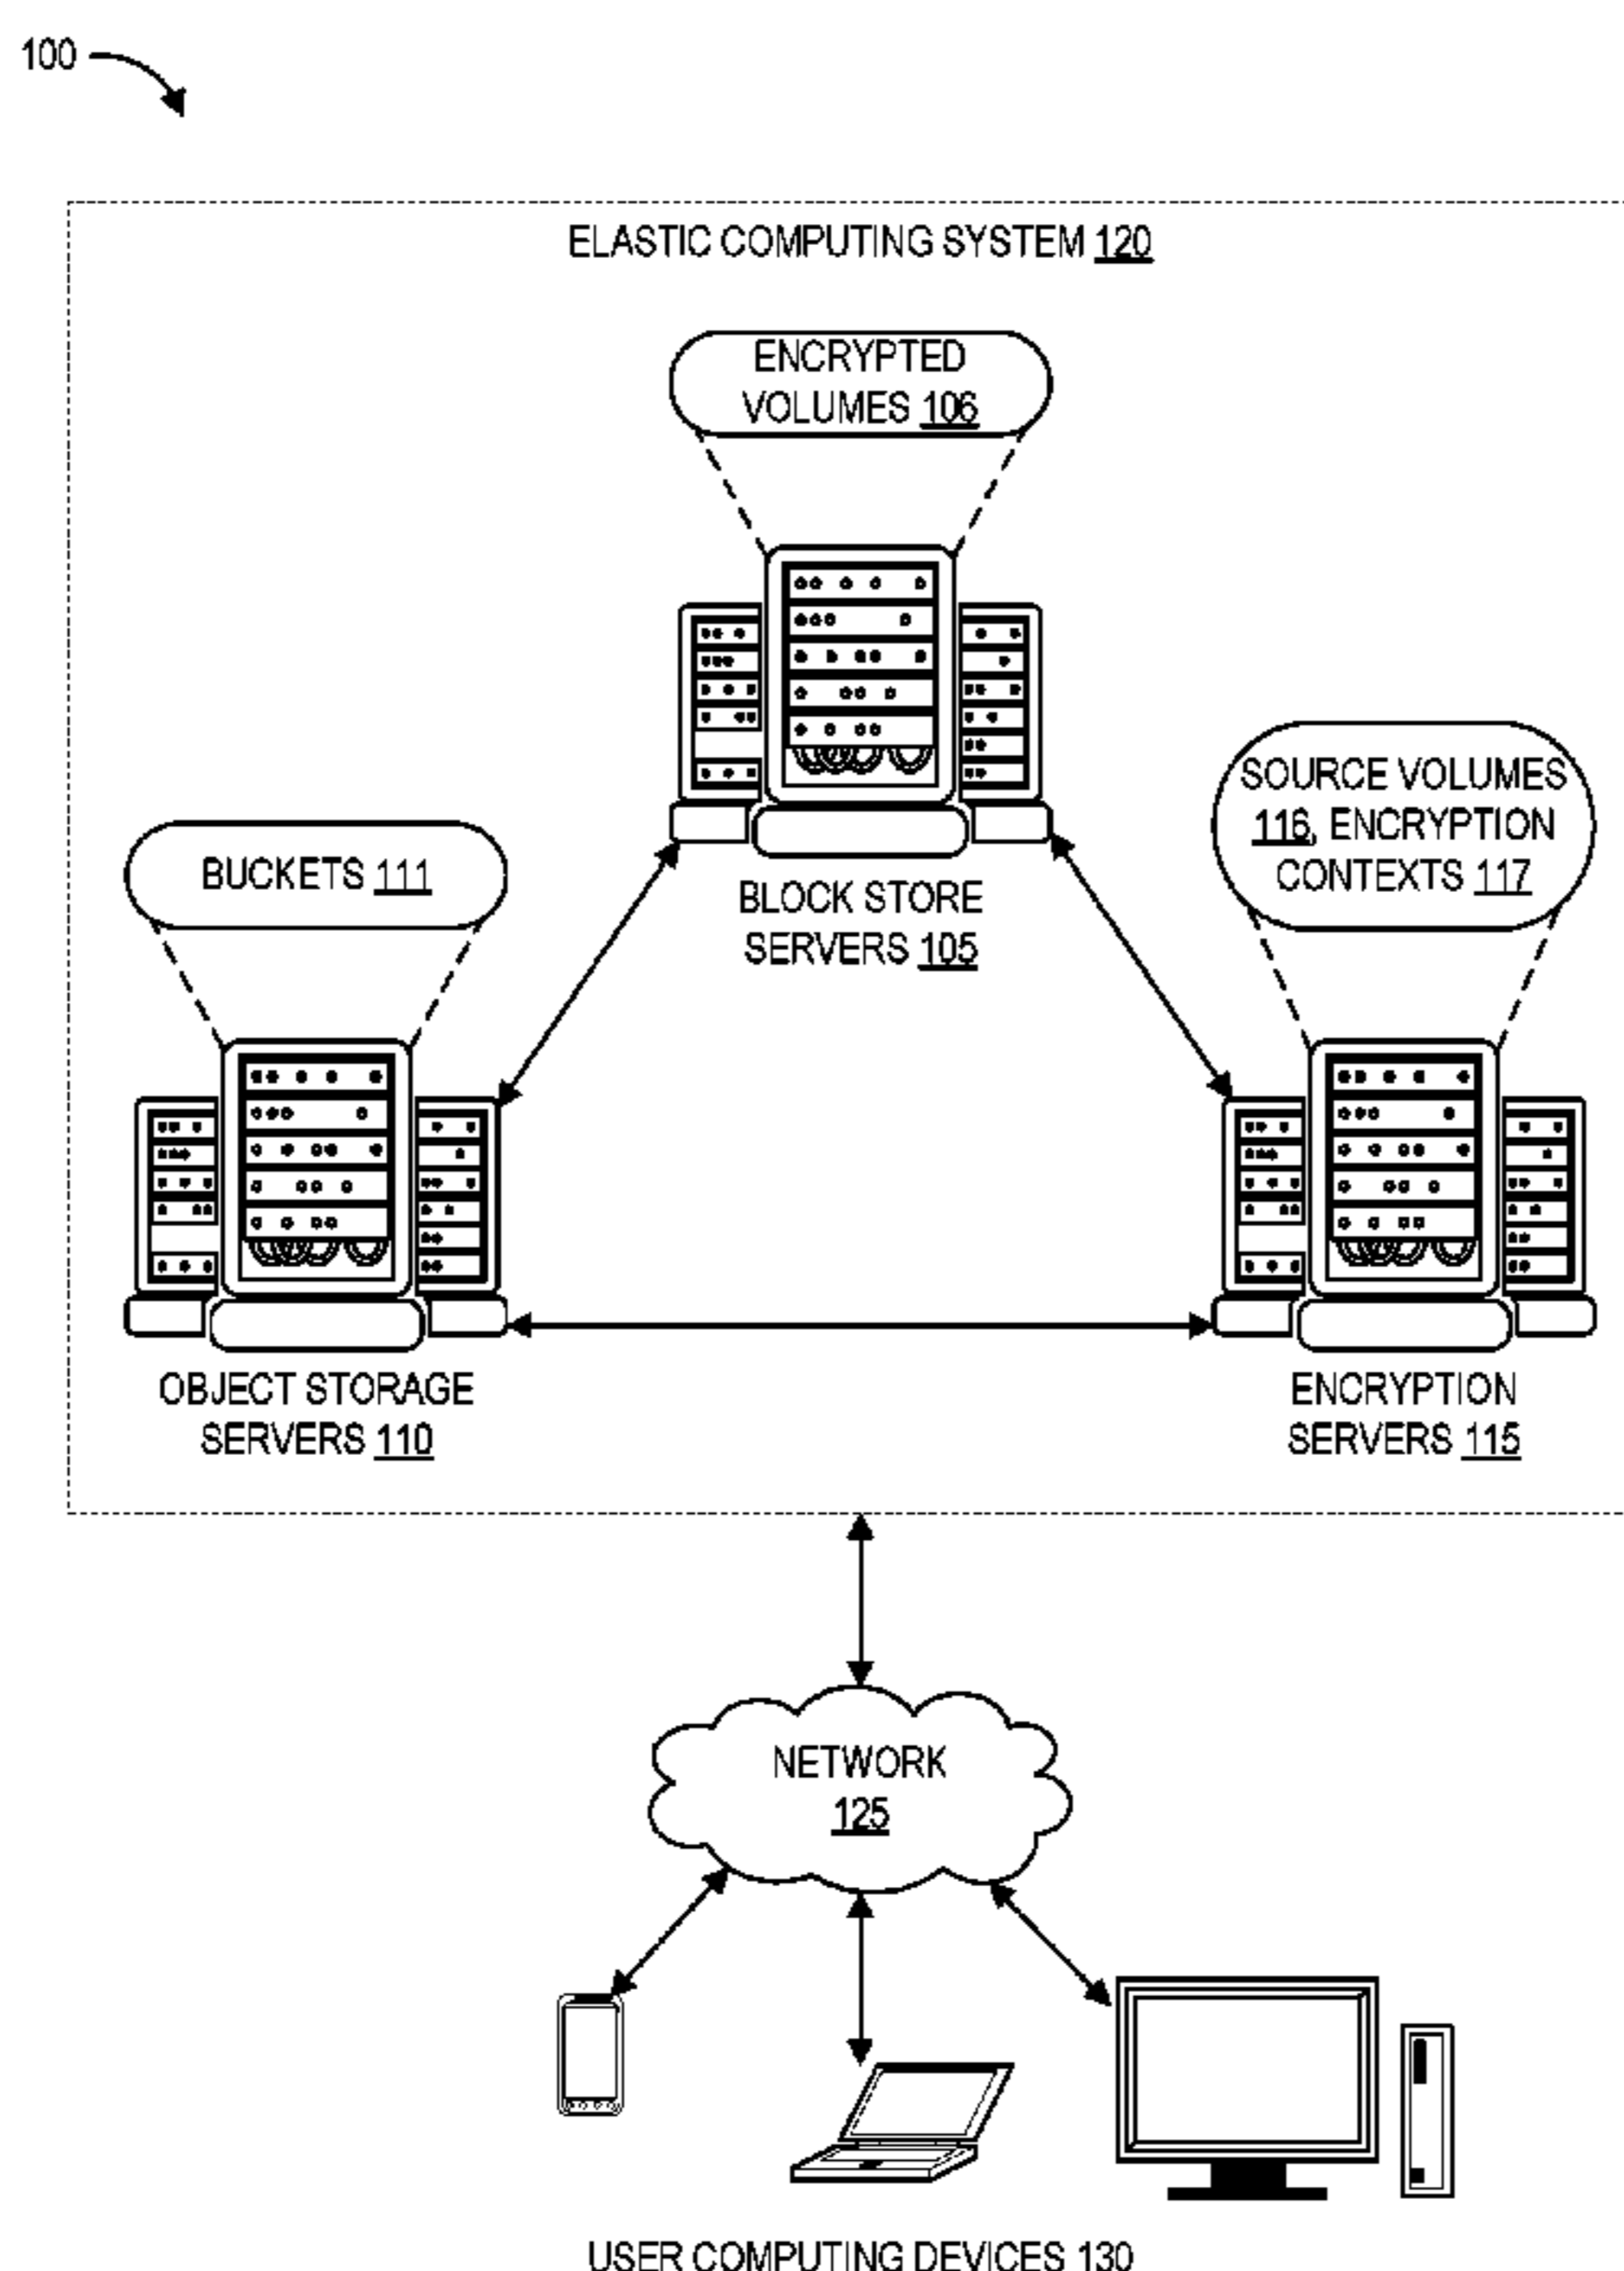 100
ELASTIC COMPUTING SYSTEM 120
ENCRYPTED
VOLUMES 106
SOURCE VOLUMES
116, ENCRYPTION
CONTEXTS 117
BUCKETS 111
BLOCK STORE
SERVERS 105
OBJECT STORAGE
SERVERS 110
ENCRYPTION
SERVERS 115
NETWORK
125
USER COMPUTING DEVICES 130